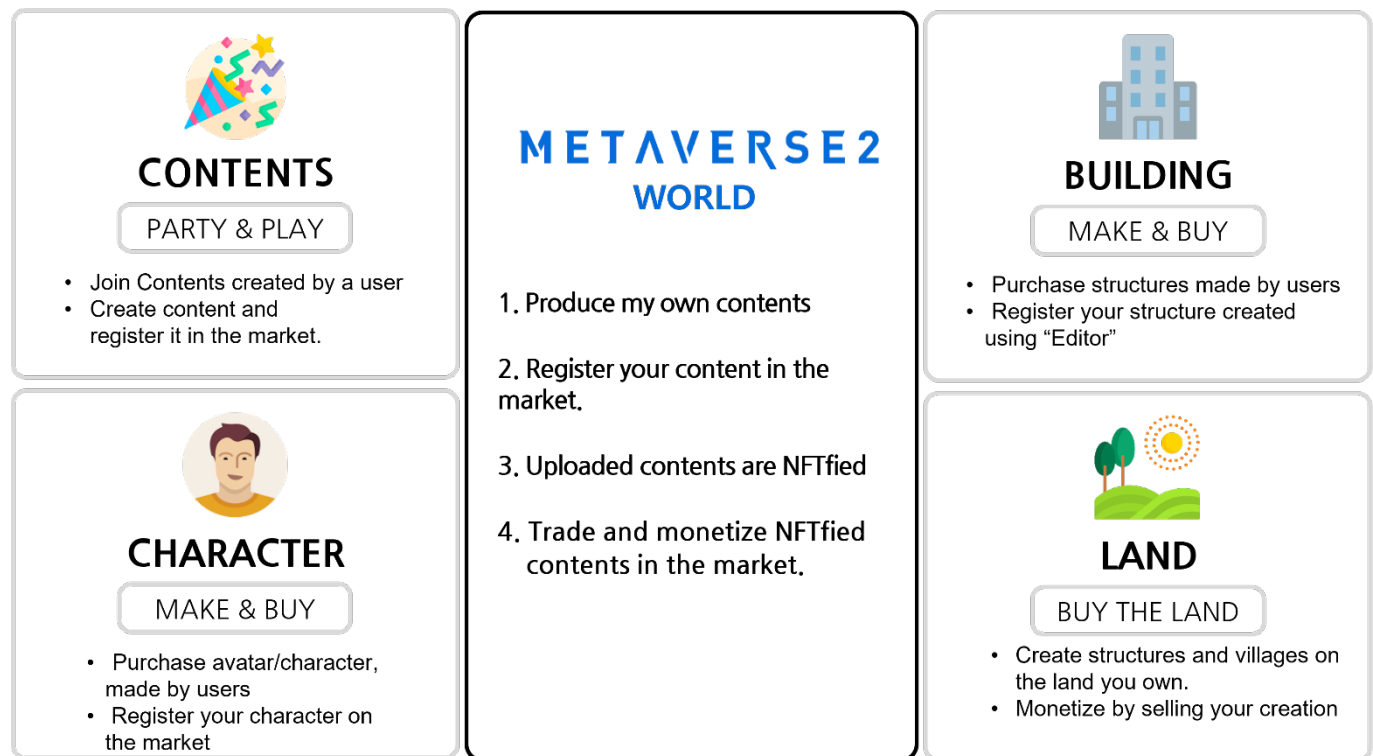 CONTENTS
PARTY & PLAY
• Join Contents created by a user
• Create content and
register it in the market.
CHARACTER
MAKE & BUY
• Purchase avatar/character,
made by users
• Register your character on
the market
METAVERSE2
WORLD
1. Produce my own contents
2. Register your content in the
market.
3. Uploaded contents are NFTfied
4. Trade and monetize NFTfied
contents in the market.
BUILDING
MAKE & BUY
• Purchase structures made by users
• Register your structure created
using “Editor”
LAND
BUY THE LAND
• Create structures and villages on
the land you own.
• Monetize by selling your creation